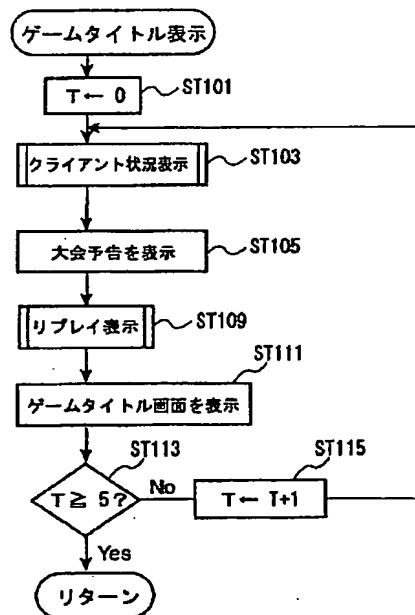 ゲームタイトル表示
T← 0
ST101
クライアント状況表示
ST103
大会予告を表示
ST105
リプレイ表示
ST109
ST111
ゲームタイトル画面を表示
ST113
T≧ 5?
No
ST115
T← T+1
Yes
リターン